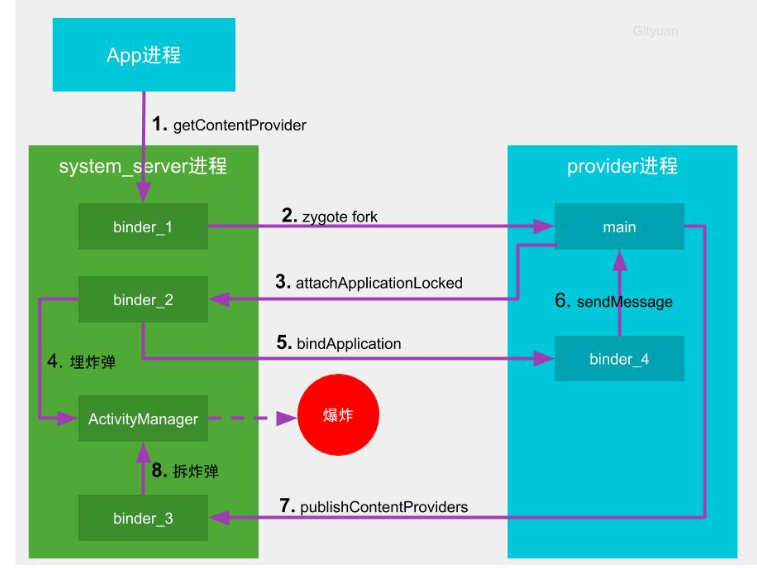 Gityuan
App进程
1. getContentProvider
system_server进程
provider进程
binder_1
2. zygote fork
main
3. attachApplicationLocked
binder_2
6. sendMessage
5. bindApplication
4. 埋炸弹
binder_4
ActivityManager
爆炸
8. 拆炸弹
7. publishContentProviders
binder_3